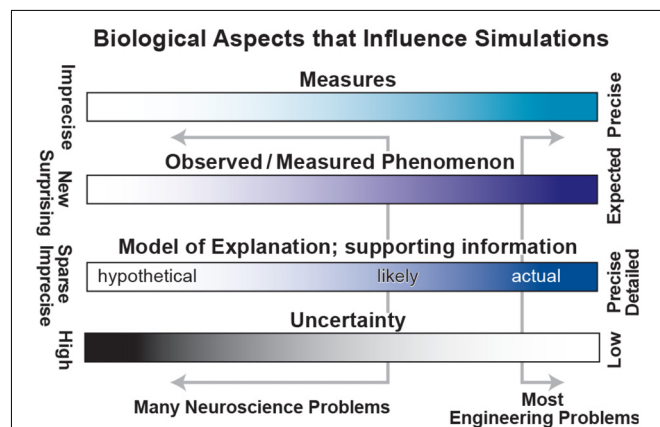 Biological Aspects that Influence Simulations
Measures
Imprecise
Precise
Observed / Measured Phenomenon
New
Surprising
Expected
Model of Explanation; supporting information
Sparse
Imprecise
hypothetical
likely
actual
Precise
Detailed
Uncertainty
High
Low
Many Neuroscience Problems
Most
Engineering Problems